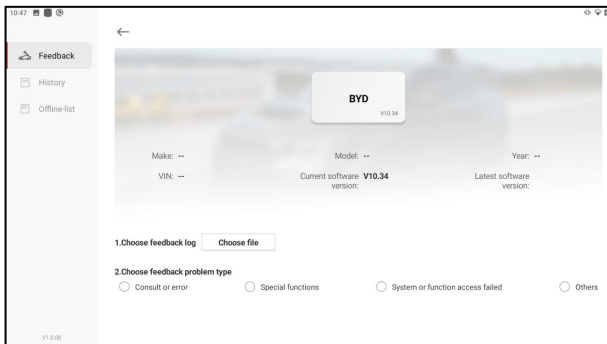 10:47
Feedback
History
Offline-list
BYD
V10.34
Make: -- Model: -- Year: --
VIN: -- Current software version: V10.34 Latest software version:
1.Choose feedback log Choose file
2.Choose feedback problem type
Consult or error Special functions System or function access failed Others
V1.0.08